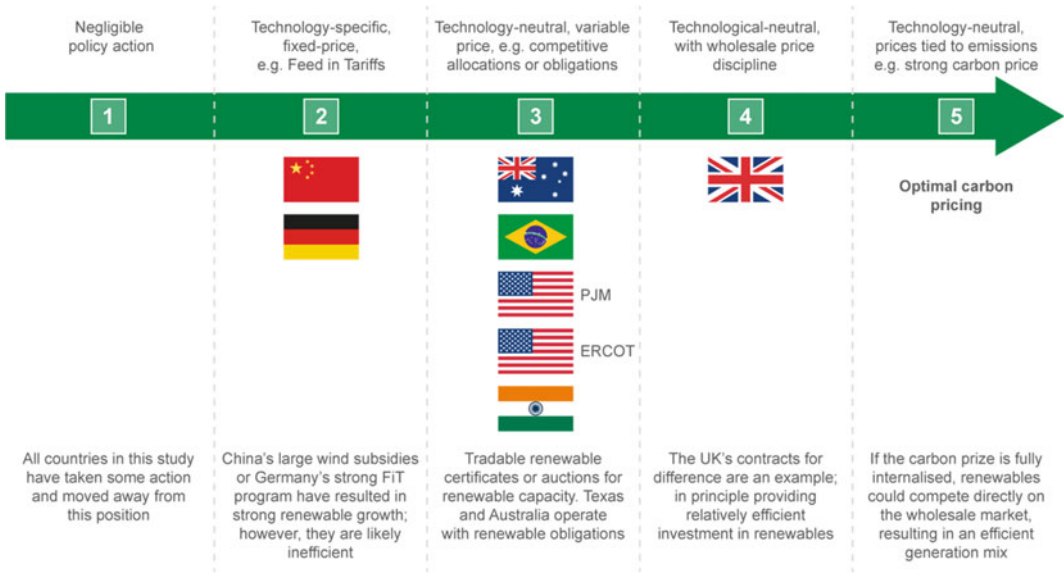 Negligible
policy action
Technology-specific,
fixed-price,
e.g. Feed in Tariffs
Technology-neutral, variable
price, e.g. competitive
allocations or obligations
Technological-neutral,
with wholesale price
discipline
Technology-neutral,
prices tied to emissions
e.g. strong carbon price
1
2
3
4
5
Optimal carbon
pricing
PJM
ERCOT
All countries in this study
have taken some action
and moved away from
this position
China's large wind subsidies
or Germany's strong FiT
program have resulted in
strong renewable growth;
however, they are likely
inefficient
Tradable renewable
certificates or auctions for
renewable capacity. Texas
and Australia operate
with renewable obligations
The UK's contracts for
difference are an example;
in principle providing
relatively efficient
investment in renewables
If the carbon prize is fully
internalised, renewables
could compete directly on
the wholesale market,
resulting in an efficient
generation mix